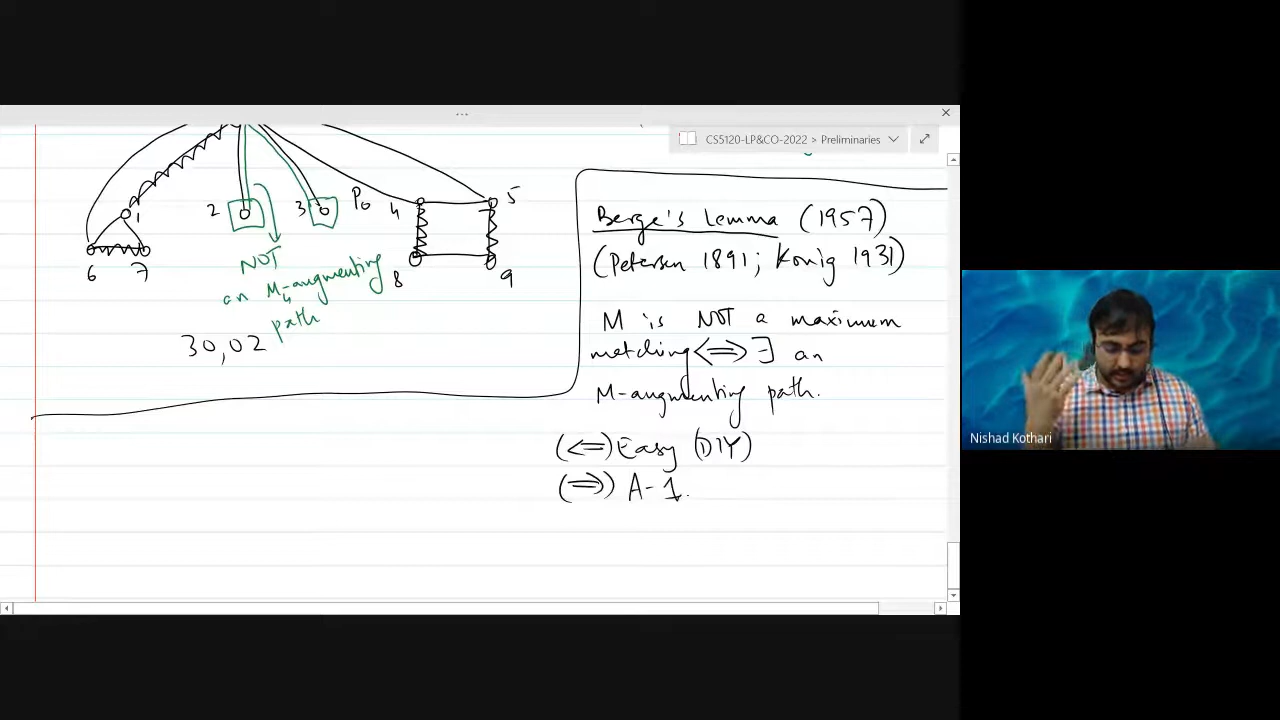 CS5120-LP&CO-2022 > Preliminaries
1
2
3
P0
4
5
6
7
8
9
NOT
an M4-augmenting
path
30,02
Berge's Lemma (1957)
(Petersen 1891; Konig 1931)
M is NOT a maximum
matching <=> ∃ an
M-augmenting path.
(<=) Easy (DIY)
(=>) A-1.
Nishad Kothari